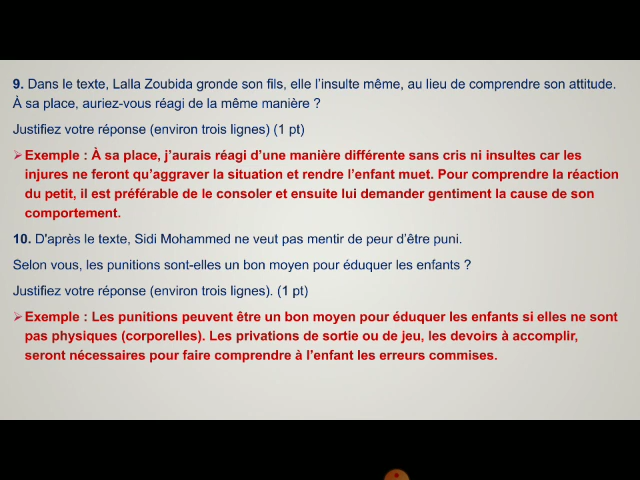 9. Dans le texte, Lalla Zoubida gronde son fils, elle l’insulte même, au lieu de comprendre son attitude.
À sa place, auriez-vous réagi de la même manière ?
Justifiez votre réponse (environ trois lignes) (1 pt)
➢Exemple : À sa place, j’aurais réagi d’une manière différente sans cris ni insultes car les
injures ne feront qu’aggraver la situation et rendre l’enfant muet. Pour comprendre la réaction
du petit, il est préférable de le consoler et ensuite lui demander gentiment la cause de son
comportement.
10. D'après le texte, Sidi Mohammed ne veut pas mentir de peur d’être puni.
Selon vous, les punitions sont-elles un bon moyen pour éduquer les enfants ?
Justifiez votre réponse (environ trois lignes). (1 pt)
➢Exemple : Les punitions peuvent être un bon moyen pour éduquer les enfants si elles ne sont
pas physiques (corporelles). Les privations de sortie ou de jeu, les devoirs à accomplir,
seront nécessaires pour faire comprendre à l’enfant les erreurs commises.